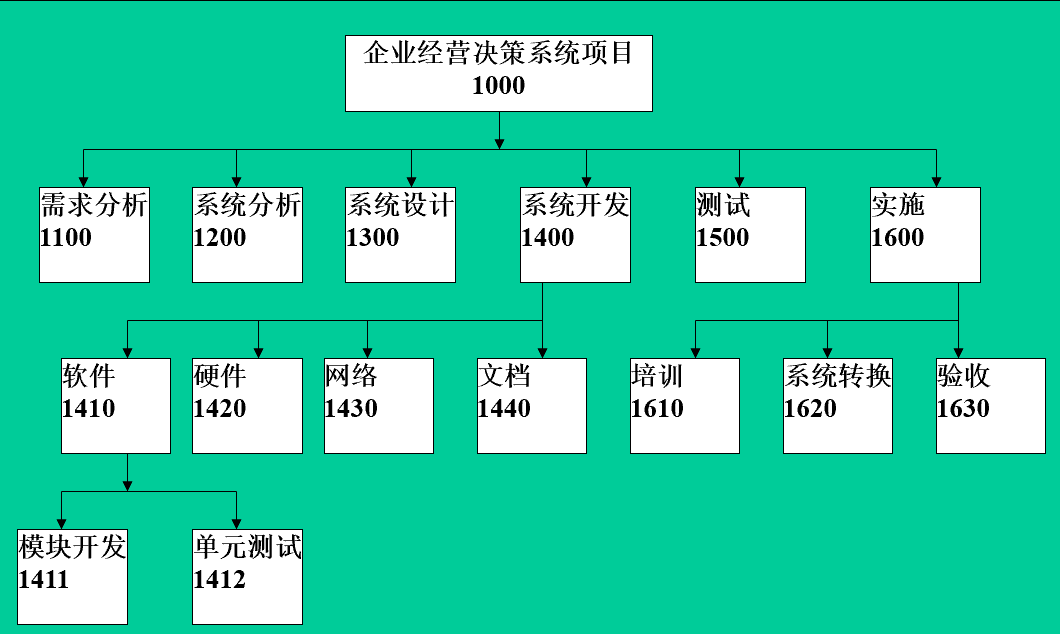 企业经营决策系统项目
1000
需求分析
1100
系统分析
1200
系统设计
1300
系统开发
1400
测试
1500
实施
1600
软件
1410
硬件
1420
网络
1430
文档
1440
培训
1610
系统转换
1620
验收
1630
模块开发
1411
单元测试
1412